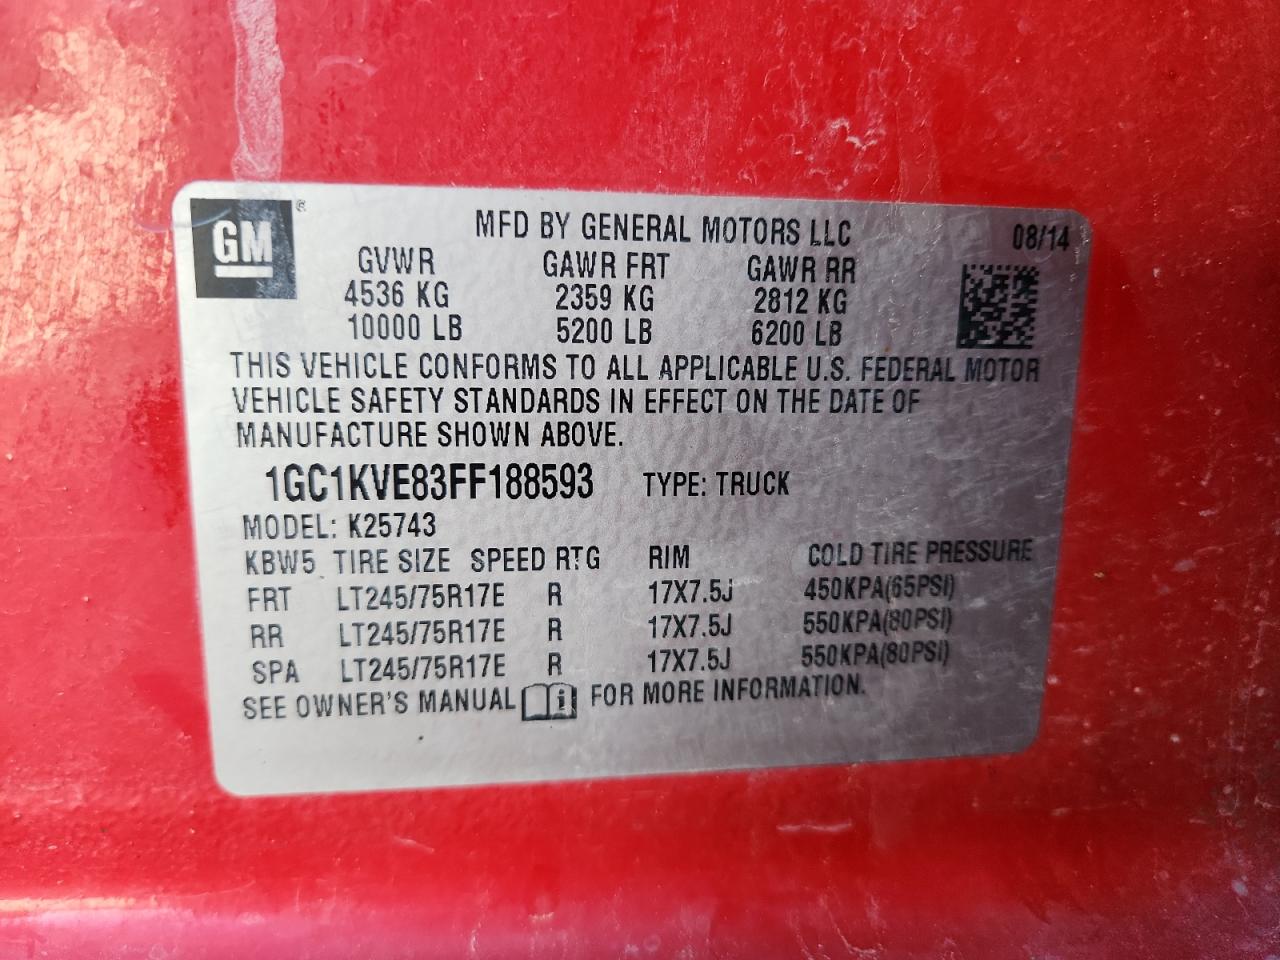 GM ®
MFD BY GENERAL MOTORS LLC 08/14
GVWR GAWR FRT GAWR RR
4536 KG 2359 KG 2812 KG
10000 LB 5200 LB 6200 LB
THIS VEHICLE CONFORMS TO ALL APPLICABLE U.S. FEDERAL MOTOR
VEHICLE SAFETY STANDARDS IN EFFECT ON THE DATE OF
MANUFACTURE SHOWN ABOVE.
1GC1KVE83FF188593 TYPE: TRUCK
MODEL: K25743
KBW5 TIRE SIZE SPEED RTG RIM COLD TIRE PRESSURE
FRT LT245/75R17E R 17X7.5J 450KPA(65PSI)
RR LT245/75R17E R 17X7.5J 550KPA(80PSI)
SPA LT245/75R17E R 17X7.5J 550KPA(80PSI)
SEE OWNER'S MANUAL i FOR MORE INFORMATION.